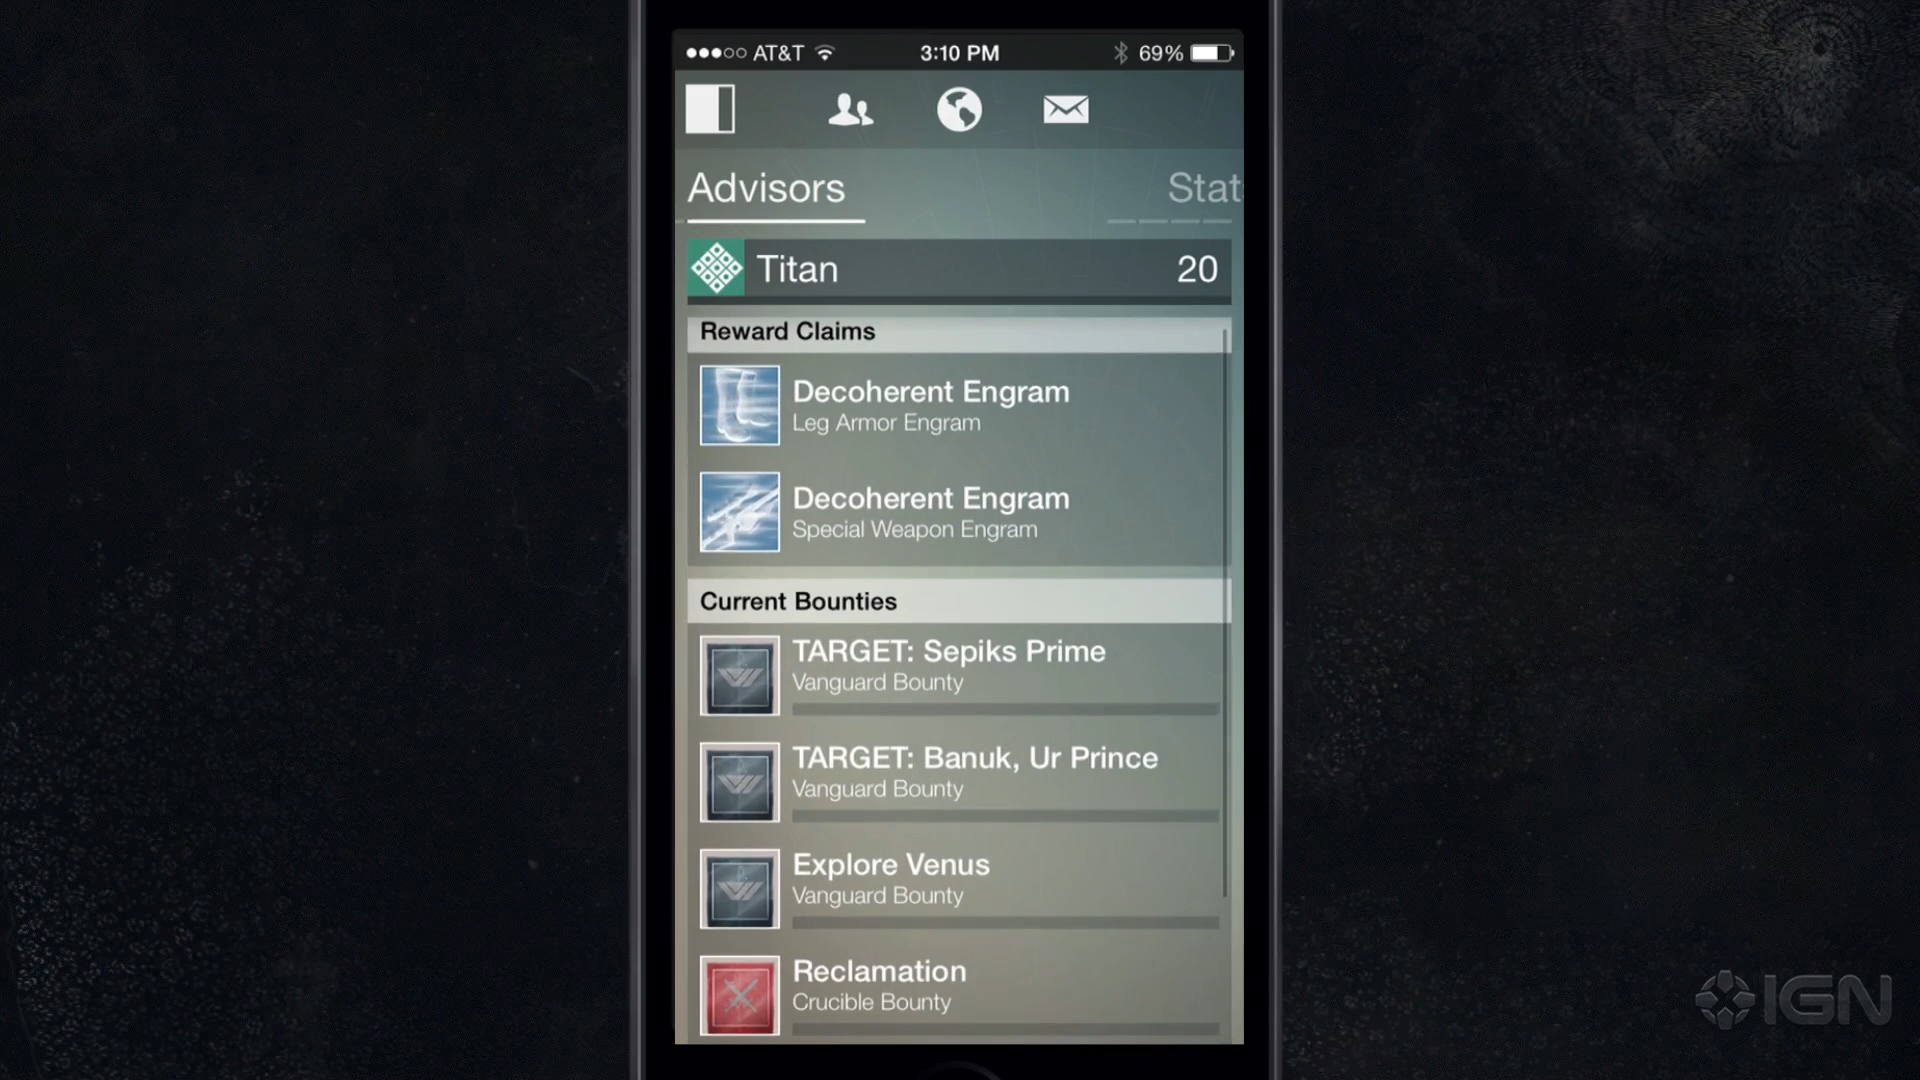 AT&T 3:10 PM 69%
Advisors Stat
Titan 20
Reward Claims
Decoherent Engram
Leg Armor Engram
Decoherent Engram
Special Weapon Engram
Current Bounties
TARGET: Sepiks Prime
Vanguard Bounty
TARGET: Banuk, Ur Prince
Vanguard Bounty
Explore Venus
Vanguard Bounty
Reclamation
Crucible Bounty
IGN